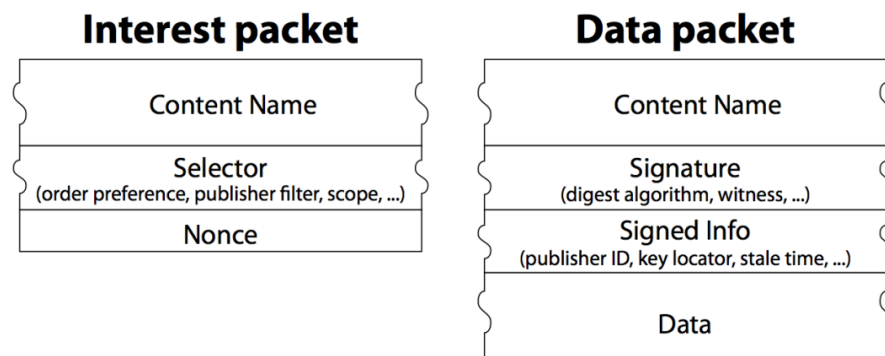 Interest packet
Content Name
Selector
(order preference, publisher filter, scope, ...)
Nonce
Data packet
Content Name
Signature
(digest algorithm, witness, ...)
Signed Info
(publisher ID, key locator, stale time, ...)
Data